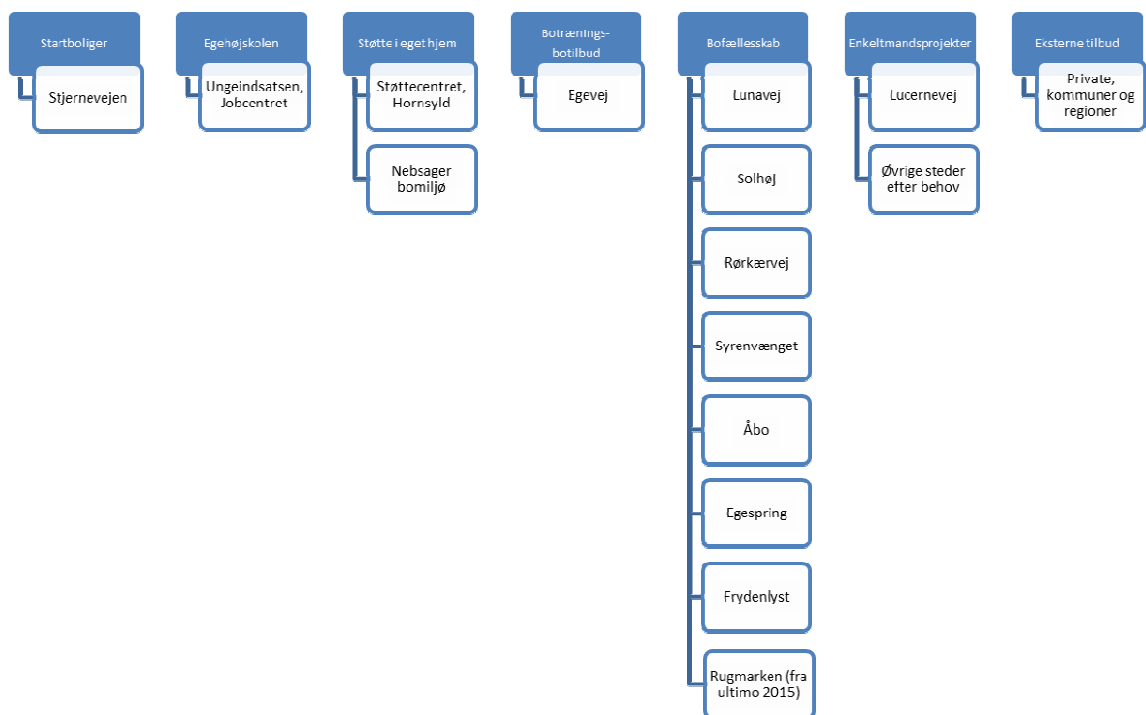 Startboliger
Stjernevejen
Egehøjskolen
Ungeindsatsen,
Jobcentret
Støtte i eget hjem
Støttecentret,
Hornsyld
Nebsager
bomiljø
Botrænings-
botilbud
Egevej
Bofællesskab
Lunavej
Solhøj
Rørkærvej
Syrenvænget
Åbo
Egespring
Frydenlyst
Rugmarken (fra
ultimo 2015)
Enkeltmandsprojekter
Lucernevej
Øvrige steder
efter behov
Eksterne tilbud
Private,
kommuner og
regioner